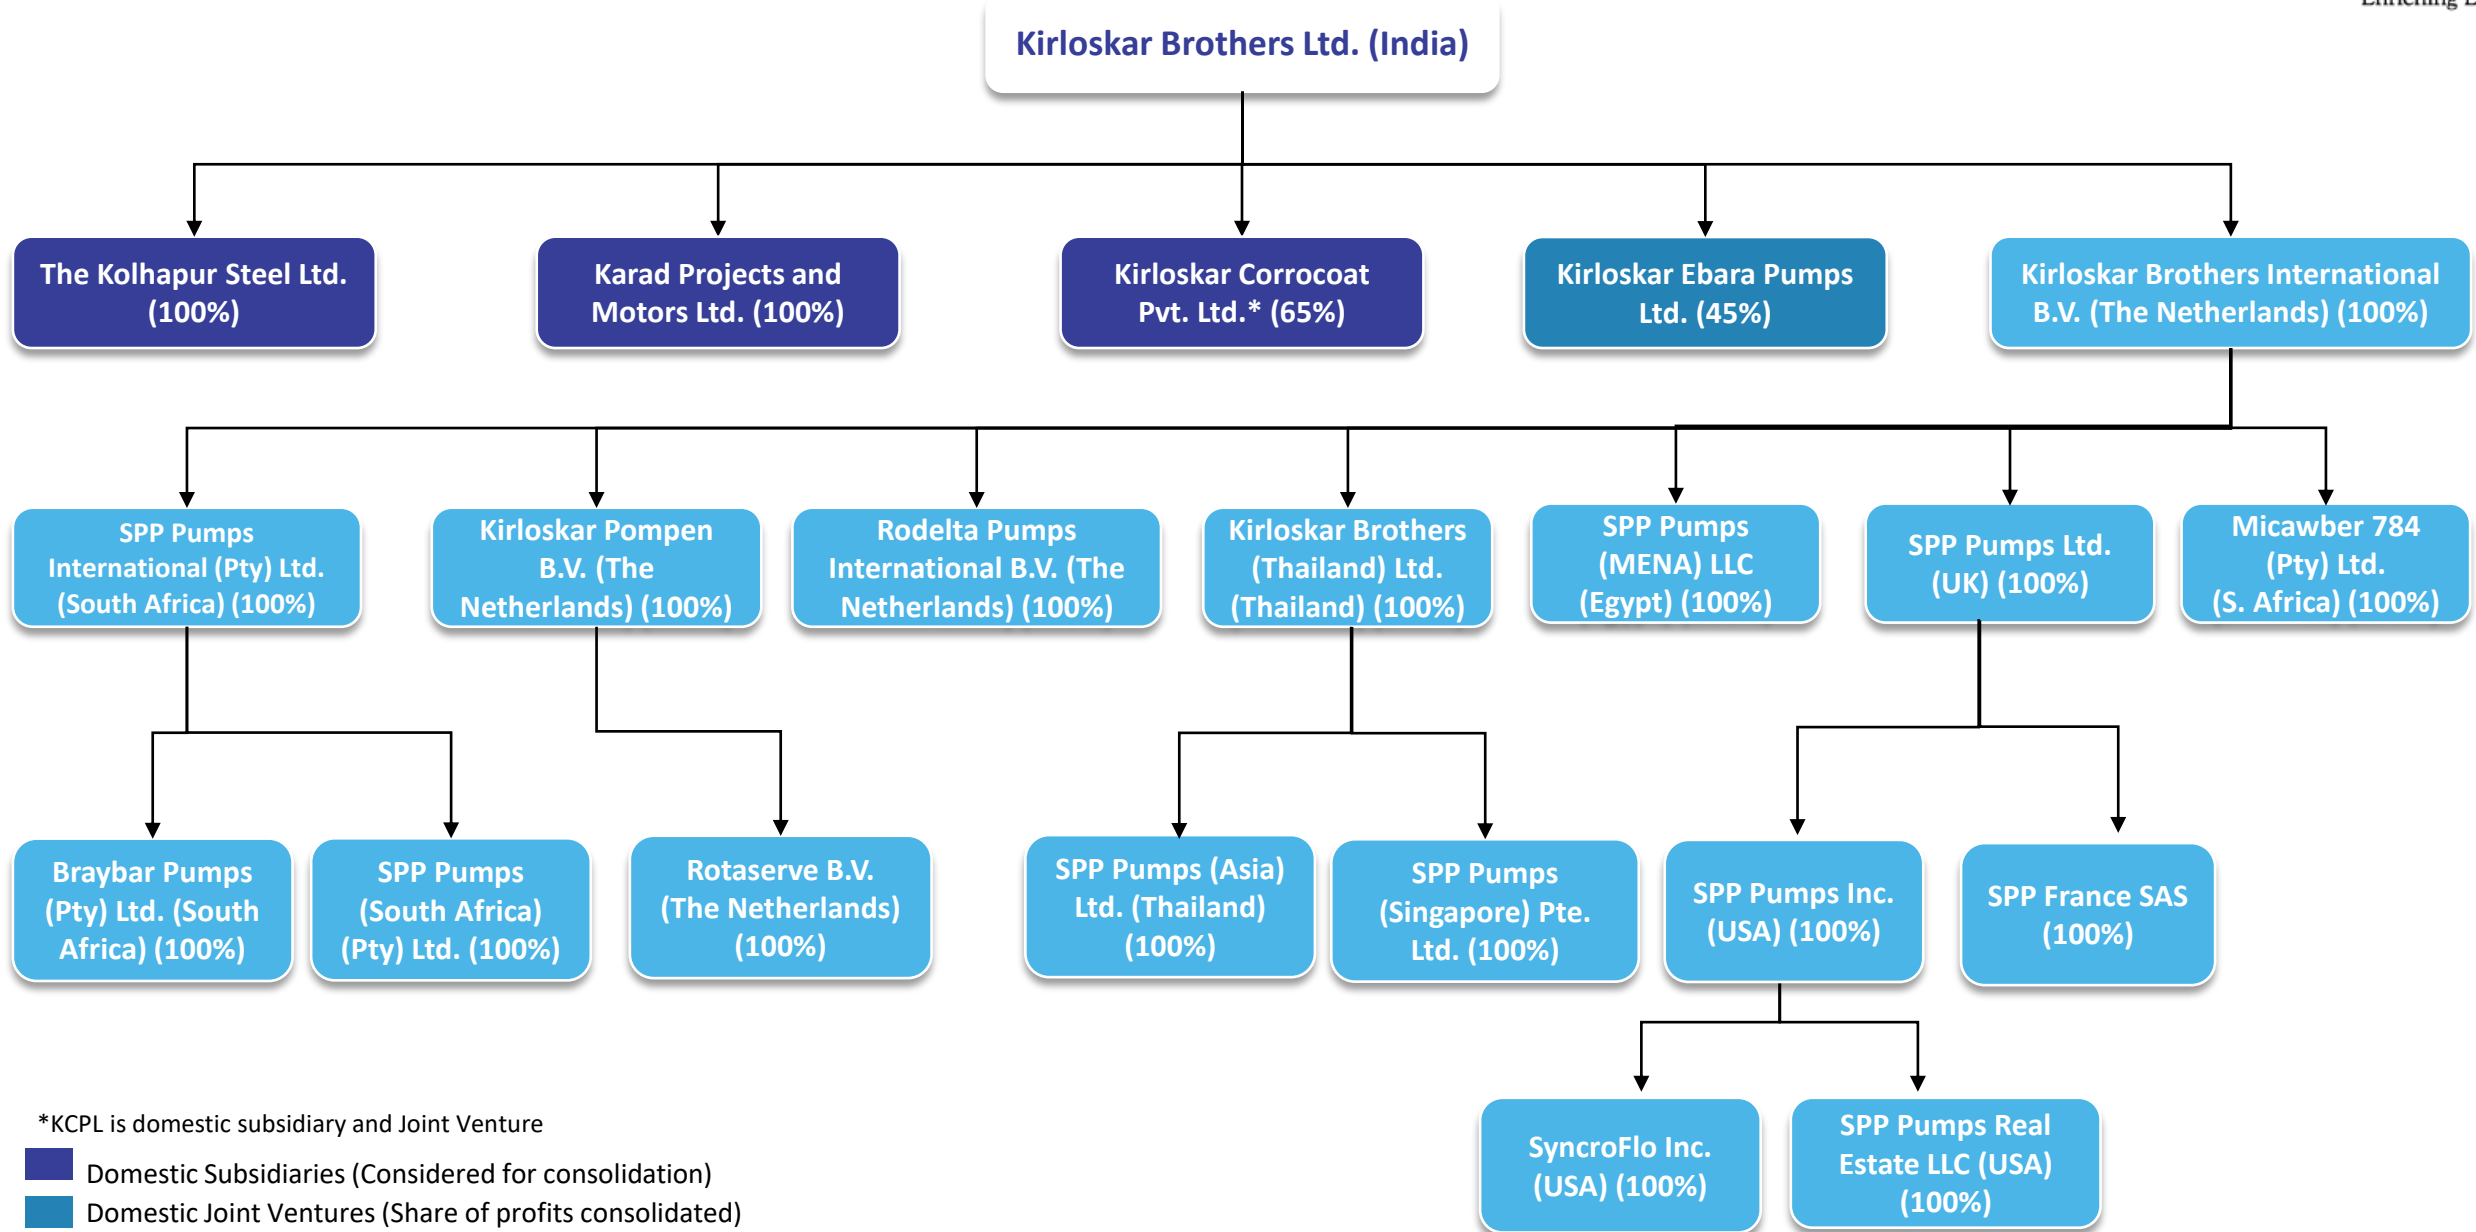 Enriching
Kirloskar Brothers Ltd. (India)
The Kolhapur Steel Ltd.
(100%)
Karad Projects and
Motors Ltd. (100%)
Kirloskar Corrocoat
Pvt. Ltd.* (65%)
Kirloskar Ebara Pumps
Ltd. (45%)
Kirloskar Brothers International
B.V. (The Netherlands) (100%)
SPP Pumps
International (Pty) Ltd.
(South Africa) (100%)
Kirloskar Pompen
B.V. (The
Netherlands) (100%)
Rodelta Pumps
International B.V. (The
Netherlands) (100%)
Kirloskar Brothers
(Thailand) Ltd.
(Thailand) (100%)
SPP Pumps
(MENA) LLC
(Egypt) (100%)
SPP Pumps Ltd.
(UK) (100%)
Micawber 784
(Pty) Ltd.
(S. Africa) (100%)
Braybar Pumps
(Pty) Ltd. (South
Africa) (100%)
SPP Pumps
(South Africa)
(Pty) Ltd. (100%)
Rotaserve B.V.
(The Netherlands)
(100%)
SPP Pumps (Asia)
Ltd. (Thailand)
(100%)
SPP Pumps
(Singapore) Pte.
Ltd. (100%)
SPP Pumps Inc.
(USA) (100%)
SPP France SAS
(100%)
SyncroFlo Inc.
(USA) (100%)
SPP Pumps Real
Estate LLC (USA)
(100%)
*KCPL is domestic subsidiary and Joint Venture
Domestic Subsidiaries (Considered for consolidation)
Domestic Joint Ventures (Share of profits consolidated)